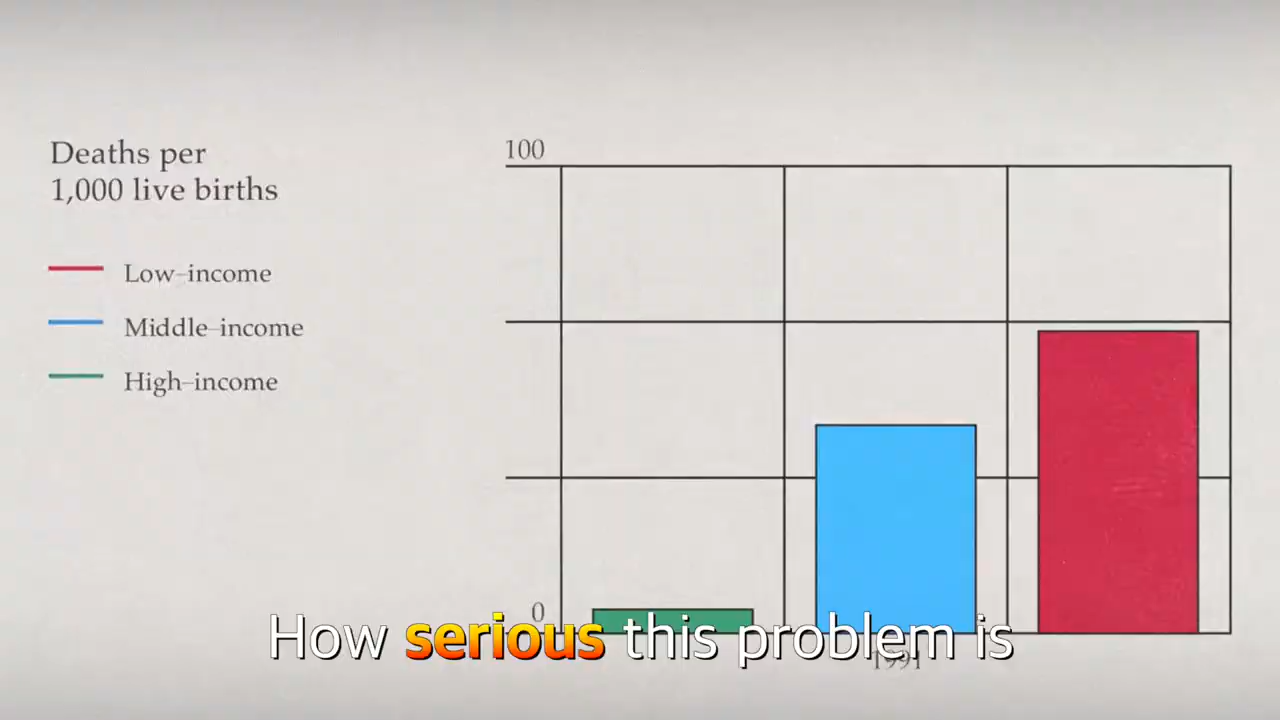 Deaths per
1,000 live births
Low–income
Middle–income
High–income
100
0
1991
How serious this problem is